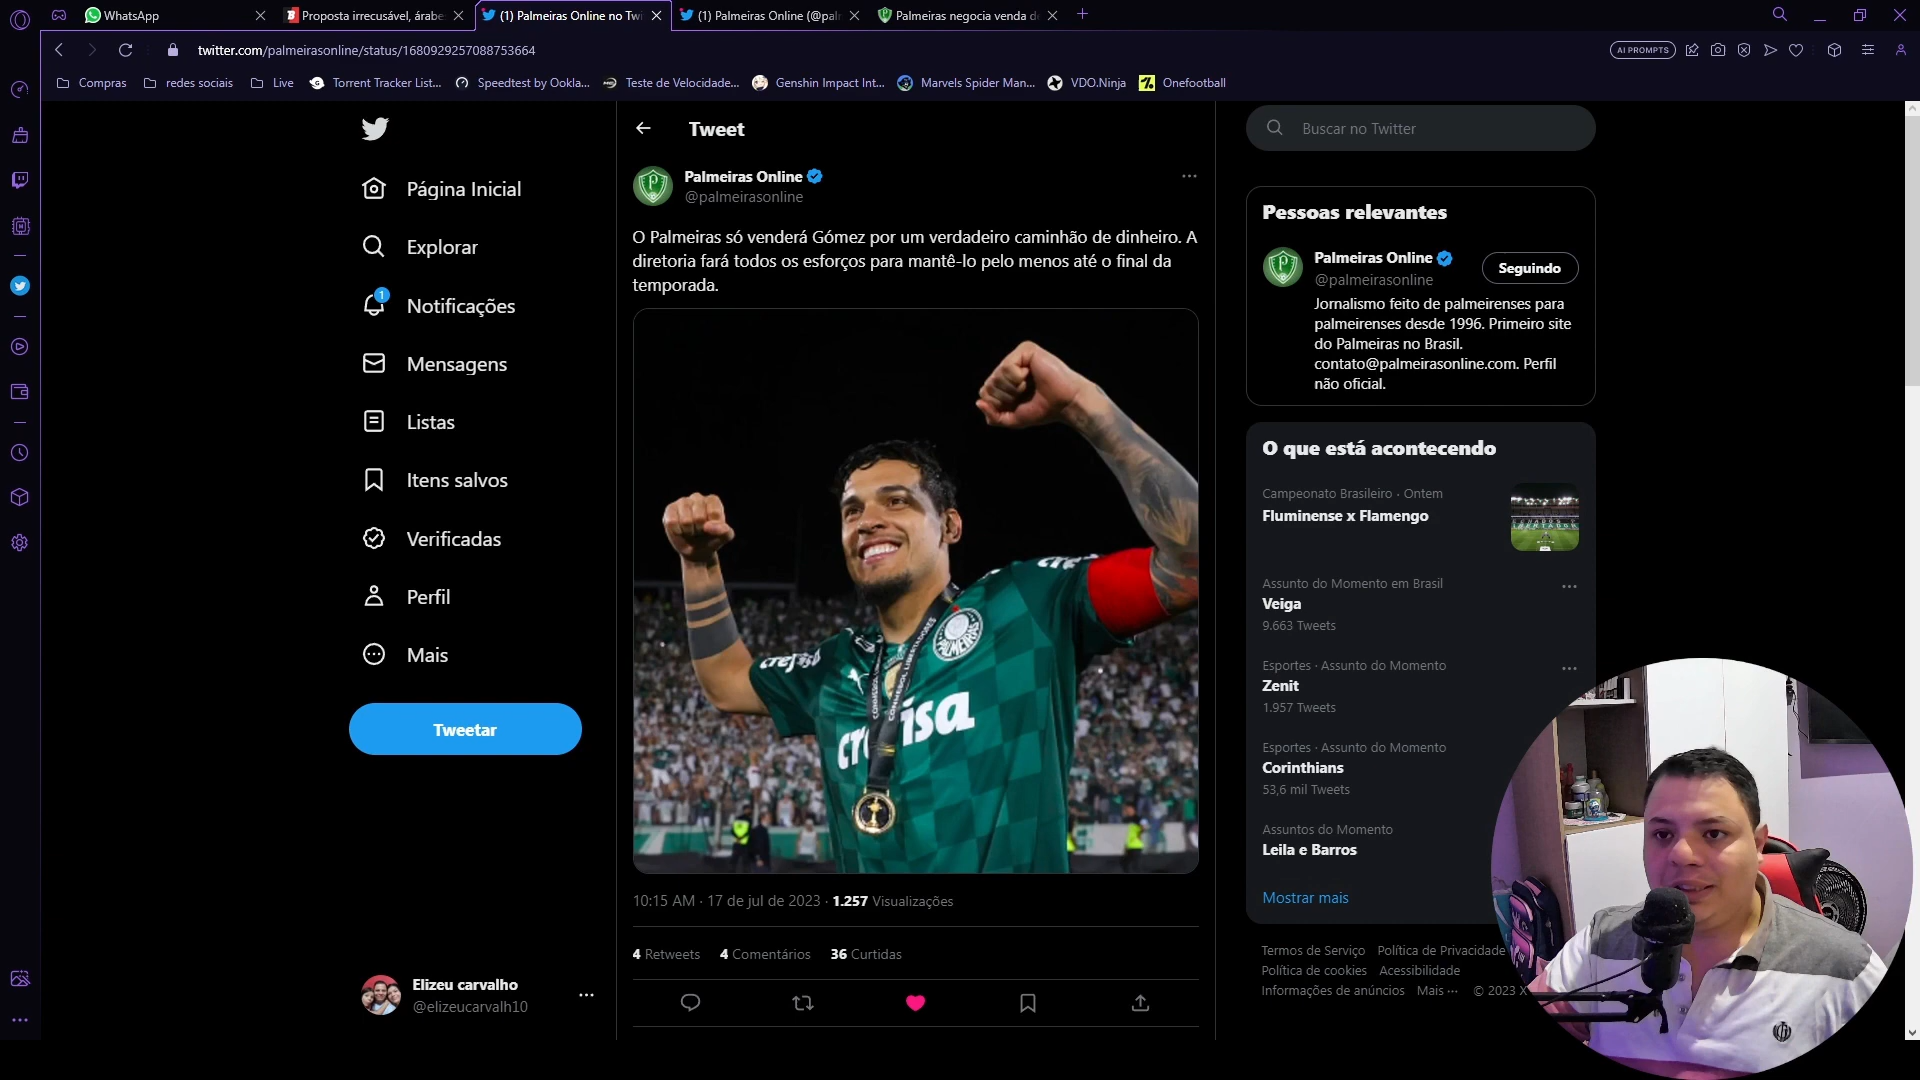 WhatsApp
Proposta irrecusável, árabe
(1) Palmeiras Online no Twi
(1) Palmeiras Online (@pal
Palmeiras negocia venda de
twitter.com/palmeirasonline/status/1680929257088753664
AI PROMPTS
Compras
redes sociais
Live
Torrent Tracker List...
Speedtest by Ookla...
Teste de Velocidade...
Genshin Impact Int...
Marvels Spider Man...
VDO.Ninja
Onefootball
Página Inicial
Explorar
1
Notificações
Mensagens
Listas
Itens salvos
Verificadas
Perfil
Mais
Tweetar
Elizeu carvalho
@elizeucarvalh10
Tweet
Palmeiras Online
@palmeirasonline
O Palmeiras só venderá Gómez por um verdadeiro caminhão de dinheiro. A
diretoria fará todos os esforços para mantê-lo pelo menos até o final da
temporada.
PALMEIRAS
10:15 AM · 17 de jul de 2023 · 1.257 Visualizações
4 Retweets 4 Comentários 36 Curtidas
Buscar no Twitter
Pessoas relevantes
Palmeiras Online
@palmeirasonline
Seguindo
Jornalismo feito de palmeirenses para
palmeirenses desde 1996. Primeiro site
do Palmeiras no Brasil.
contato@palmeirasonline.com. Perfil
não oficial.
O que está acontecendo
Campeonato Brasileiro · Ontem
Fluminense x Flamengo
Assunto do Momento em Brasil
Veiga
9.663 Tweets
Esportes · Assunto do Momento
Zenit
1.957 Tweets
Esportes · Assunto do Momento
Corinthians
53,6 mil Tweets
Assuntos do Momento
Leila e Barros
Mostrar mais
Termos de Serviço Política de Privacidade
Política de cookies Acessibilidade
Informações de anúncios Mais ··· © 2023 X